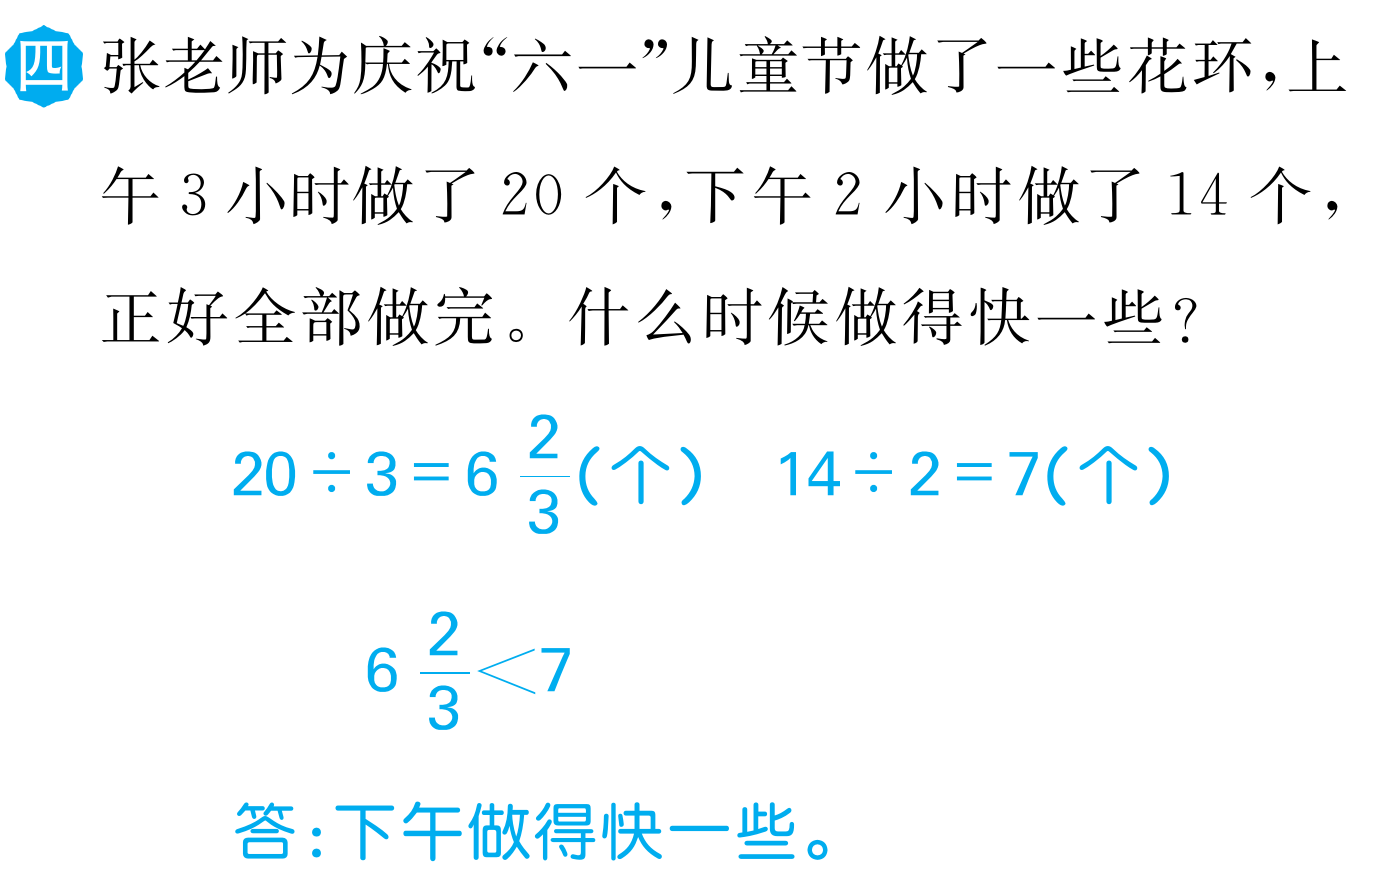 四 张老师为庆祝“六一”儿童节做了一些花环,上
午 3 小时做了 20 个,下午 2 小时做了 14 个,
正好全部做完。什么时候做得快一些?
20÷3=6 2/3(个) 14÷2=7(个)
6 2/3<7
答:下午做得快一些。